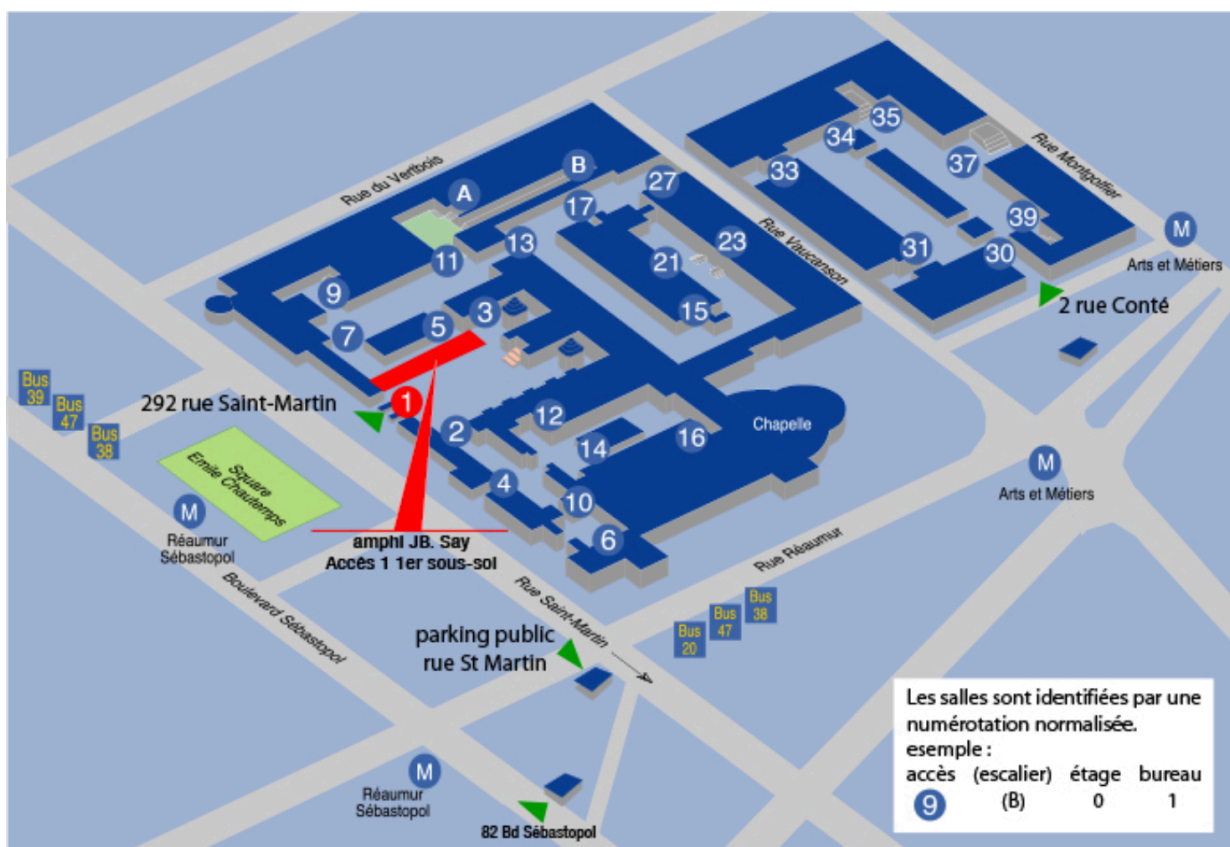 Rue du Vertbois
Rue Montgolfier
Rue Vaucanson
A
B
35
34
37
33
27
17
13
23
39
31
30
11
21
9
15
3
5
7
M
Arts et Métiers
2 rue Conté
Bus
39
Bus
47
Bus
38
292 rue Saint-Martin
1
2
12
14
16
Chapelle
4
10
6
Square
Emile Chautemps
M
Réaumur
Sébastopol
M
Arts et Métiers
amphi JB. Say
Accès 1 1er sous-sol
Rue Réaumur
Rue Saint-Martin
Boulevard Sébastopol
Bus
20
Bus
47
Bus
38
parking public
rue St Martin
M
Réaumur
Sébastopol
82 Bd Sébastopol
Les salles sont identifiées par une
numérotation normalisée.
esemple :
accès (escalier) étage bureau
9 (B) 0 1